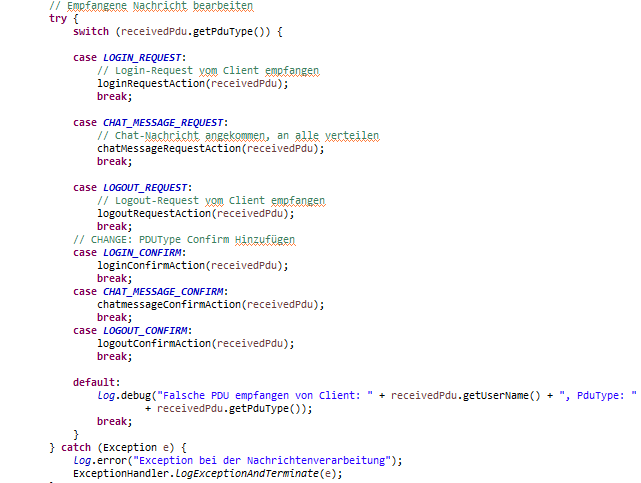 // Empfangene Nachricht bearbeiten
try {
switch (receivedPdu.getPduType()) {
case LOGIN_REQUEST:
// Login-Request vom Client empfangen
loginRequestAction(receivedPdu);
break;
case CHAT_MESSAGE_REQUEST:
// Chat-Nachricht angekommen, an alle verteilen
chatMessageRequestAction(receivedPdu);
break;
case LOGOUT_REQUEST:
// Logout-Request vom Client empfangen
logoutRequestAction(receivedPdu);
break;
// CHANGE: PDUType Confirm Hinzufügen
case LOGIN_CONFIRM:
loginConfirmAction(receivedPdu);
break;
case CHAT_MESSAGE_CONFIRM:
chatmessageConfirmAction(receivedPdu);
break;
case LOGOUT_CONFIRM:
logoutConfirmAction(receivedPdu);
break;
default:
log.debug("Falsche PDU empfangen von Client: " + receivedPdu.getUserName() + ", PduType: "
+ receivedPdu.getPduType());
break;
}
} catch (Exception e) {
log.error("Exception bei der Nachrichtenverarbeitung");
ExceptionHandler.LogExceptionAndTerminate(e);